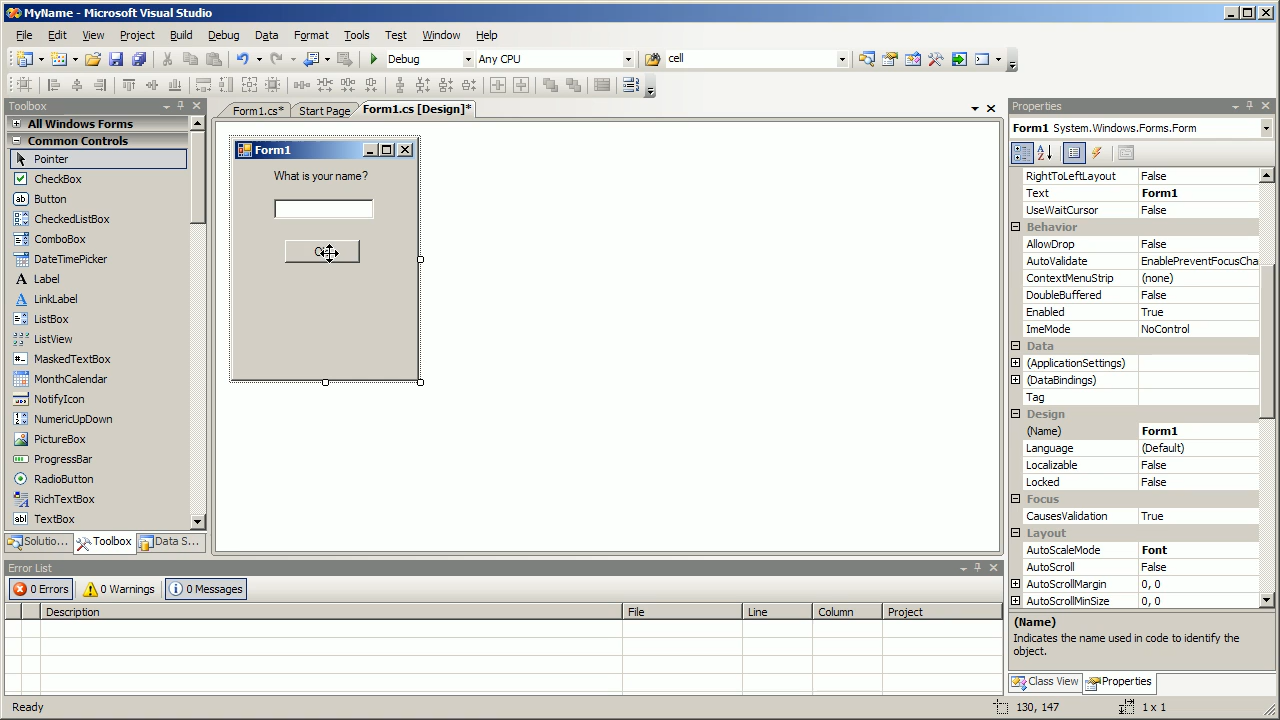 MyName - Microsoft Visual Studio
File Edit View Project Build Debug Data Format Tools Test Window Help
Debug Any CPU cell
Toolbox
All Windows Forms
Common Controls
Pointer
CheckBox
Button
CheckedListBox
ComboBox
DateTimePicker
Label
LinkLabel
ListBox
ListView
MaskedTextBox
MonthCalendar
NotifyIcon
NumericUpDown
PictureBox
ProgressBar
RadioButton
RichTextBox
TextBox
Solutio... Toolbox Data S...
Form1.cs* Start Page Form1.cs [Design]*
Form1
What is your name?
Properties
Form1 System.Windows.Forms.Form
RightToLeftLayout False
Text Form1
UseWaitCursor False
Behavior
AllowDrop False
AutoValidate EnablePreventFocusCha
ContextMenuStrip (none)
DoubleBuffered False
Enabled True
ImeMode NoControl
Data
(ApplicationSettings)
(DataBindings)
Tag
Design
(Name) Form1
Language (Default)
Localizable False
Locked False
Focus
CausesValidation True
Layout
AutoScaleMode Font
AutoScroll False
AutoScrollMargin 0, 0
AutoScrollMinSize 0, 0
(Name)
Indicates the name used in code to identify the
object.
Class View Properties
Error List
0 Errors 0 Warnings 0 Messages
Description File Line Column Project
Ready 130, 147 1 x 1